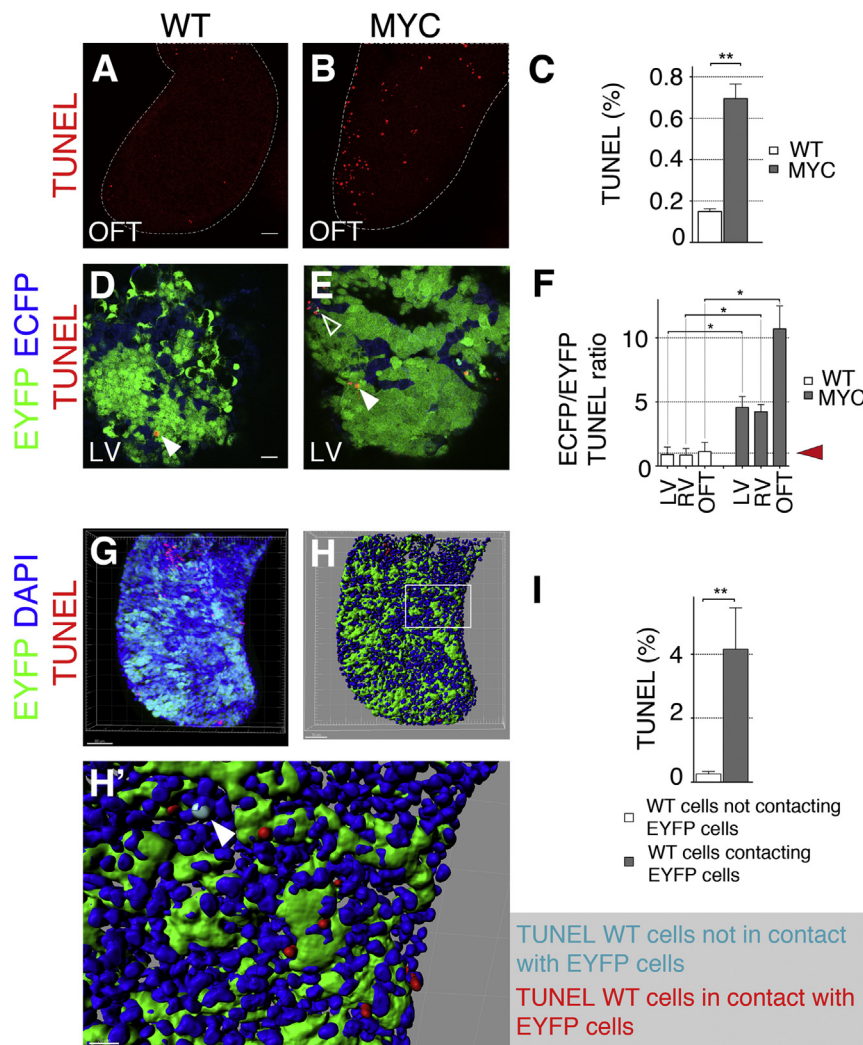 WT
MYC
TUNEL
A
OFT
B
OFT
C
TUNEL (%)
**
0.8
0.6
0.4
0.2
0
WT
MYC
EYFP ECFP
TUNEL
D
LV
E
LV
F
ECFP/EYFP
TUNEL ratio
*
*
*
10
5
1
0
WT
MYC
LV
RV
OFT
LV
RV
OFT
EYFP DAPI
TUNEL
G
H
H'
I
TUNEL (%)
**
4
2
0
WT cells not contacting
EYFP cells
WT cells contacting
EYFP cells
TUNEL WT cells not in contact
with EYFP cells
TUNEL WT cells in contact with
EYFP cells